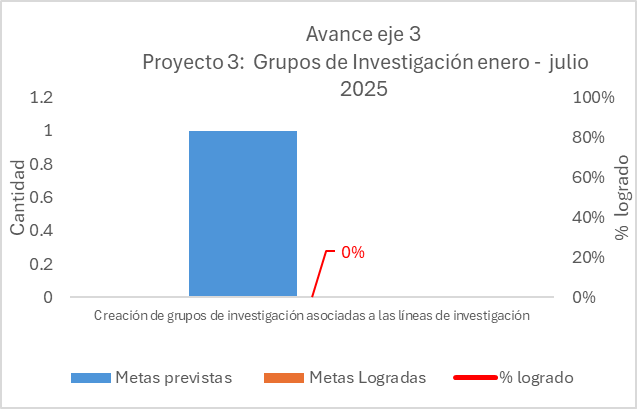 Avance eje 3
Proyecto 3: Grupos de Investigación enero - julio
2025
1.2
1
0.8
0.6
0.4
0.2
0
Cantidad
100%
80%
60%
40%
20%
0%
% logrado
0%
Creación de grupos de investigación asociadas a las líneas de investigación
Metas previstas
Metas Logradas
% logrado